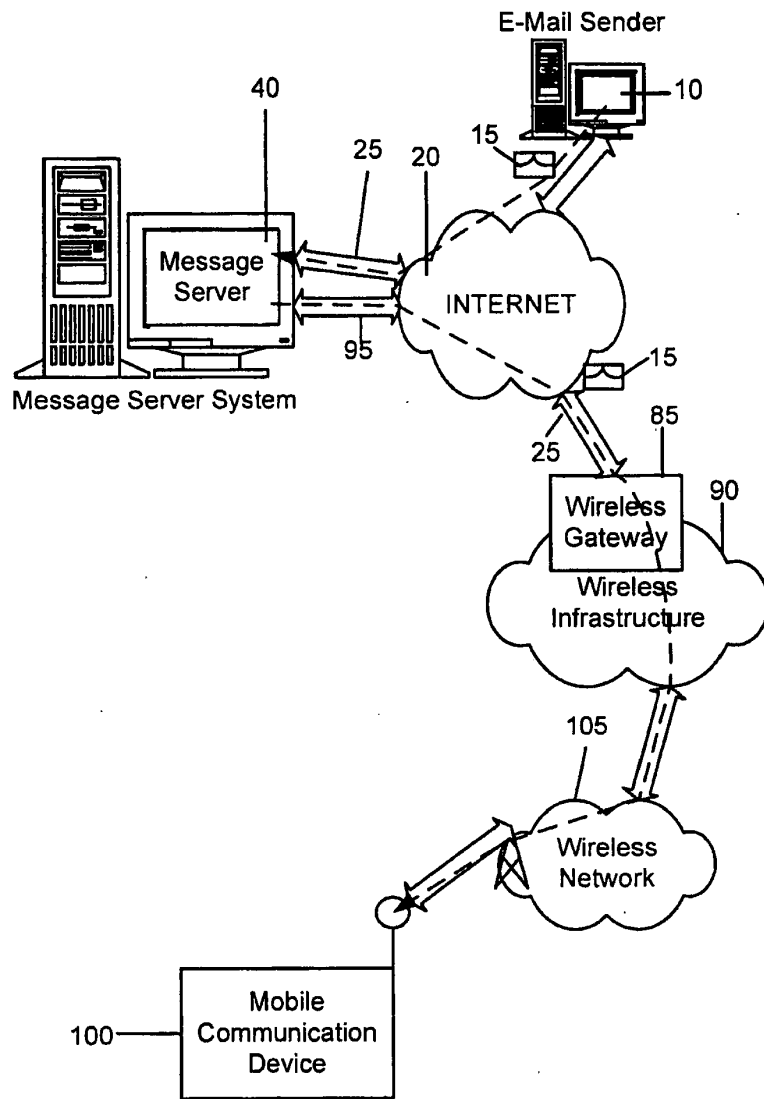 E-Mail Sender
40
10
15
25
20
Message
Server
INTERNET
95
15
Message Server System
25
85
90
Wireless
Gateway
Wireless
Infrastructure
105
Wireless
Network
Mobile
Communication
Device
100